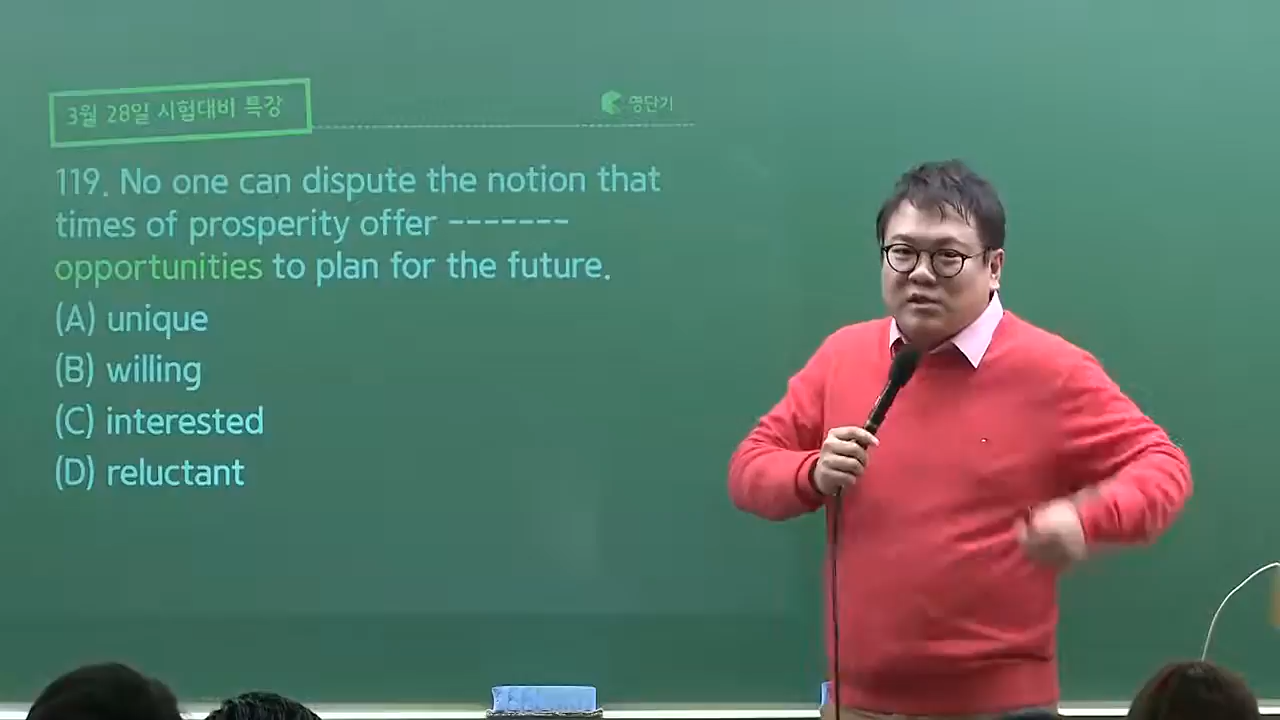 3월 28일 시험대비 특강
영단기
119. No one can dispute the notion that
times of prosperity offer -------
opportunities to plan for the future.
(A) unique
(B) willing
(C) interested
(D) reluctant